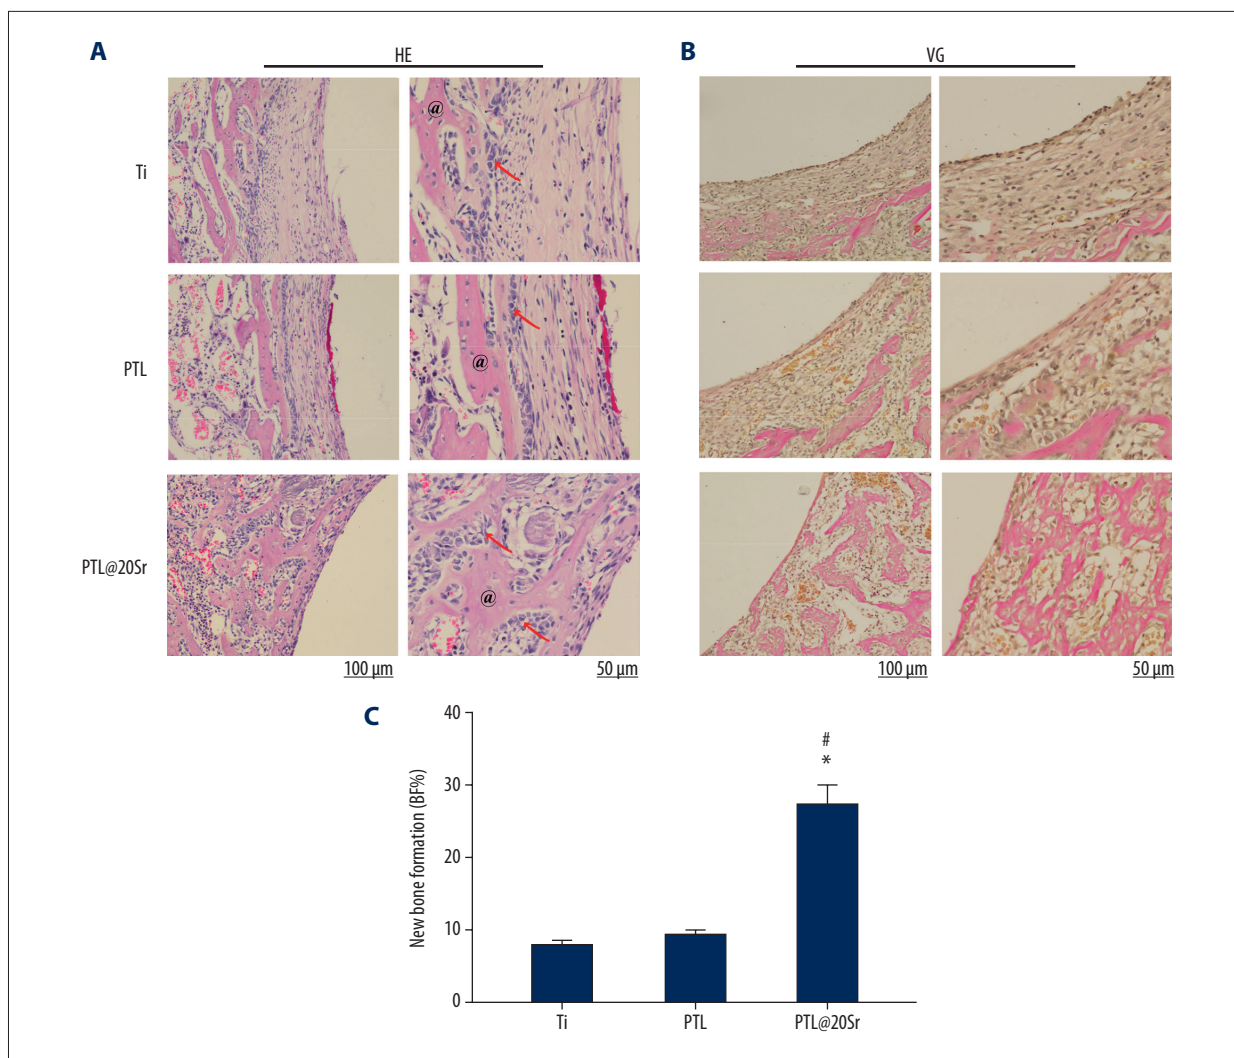 A
HE
B
VG
Ti
@
@
PTL
@
PTL@20Sr
100 µm
50 µm
100 µm
50 µm
C
New bone formation (BF%)
40
30
20
10
0
#
*
Ti
PTL
PTL@20Sr